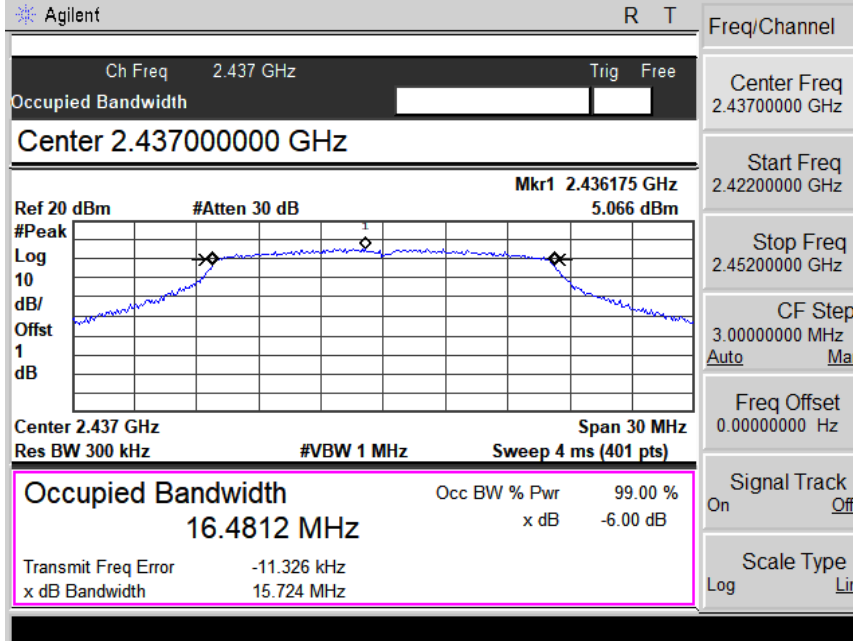 Agilent R T
Freq/Channel
Ch Freq 2.437 GHz Trig Free
Occupied Bandwidth
Center 2.437000000 GHz
Mkr1 2.436175 GHz
Ref 20 dBm #Atten 30 dB 5.066 dBm
#Peak
Log
10
dB/
Offst
1
dB
1
Center 2.437 GHz Span 30 MHz
Res BW 300 kHz #VBW 1 MHz Sweep 4 ms (401 pts)
Occupied Bandwidth
16.4812 MHz
Occ BW % Pwr 99.00 %
x dB -6.00 dB
Transmit Freq Error -11.326 kHz
x dB Bandwidth 15.724 MHz
Center Freq
2.43700000 GHz
Start Freq
2.42200000 GHz
Stop Freq
2.45200000 GHz
CF Step
3.00000000 MHz
Auto Ma
Freq Offset
0.00000000 Hz
Signal Track
On Off
Scale Type
Log Lin